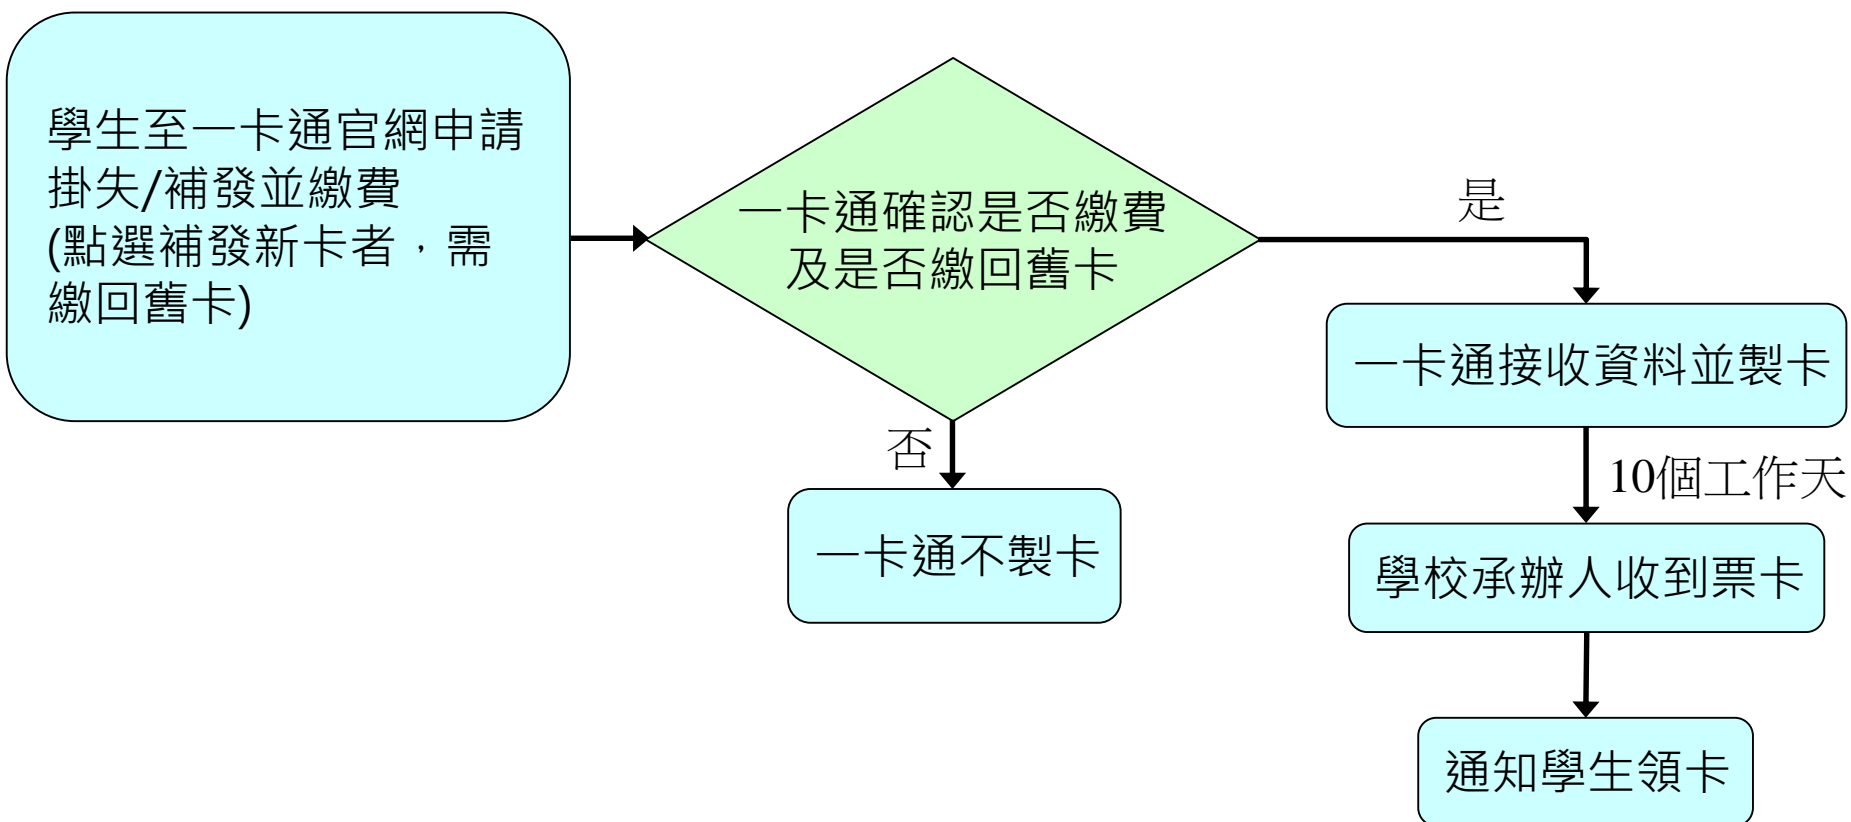 學生至一卡通官網申請
掛失/補發並繳費
(點選補發新卡者，需
繳回舊卡)
一卡通確認是否繳費
及是否繳回舊卡
是
一卡通接收資料並製卡
否
10個工作天
一卡通不製卡
學校承辦人收到票卡
通知學生領卡